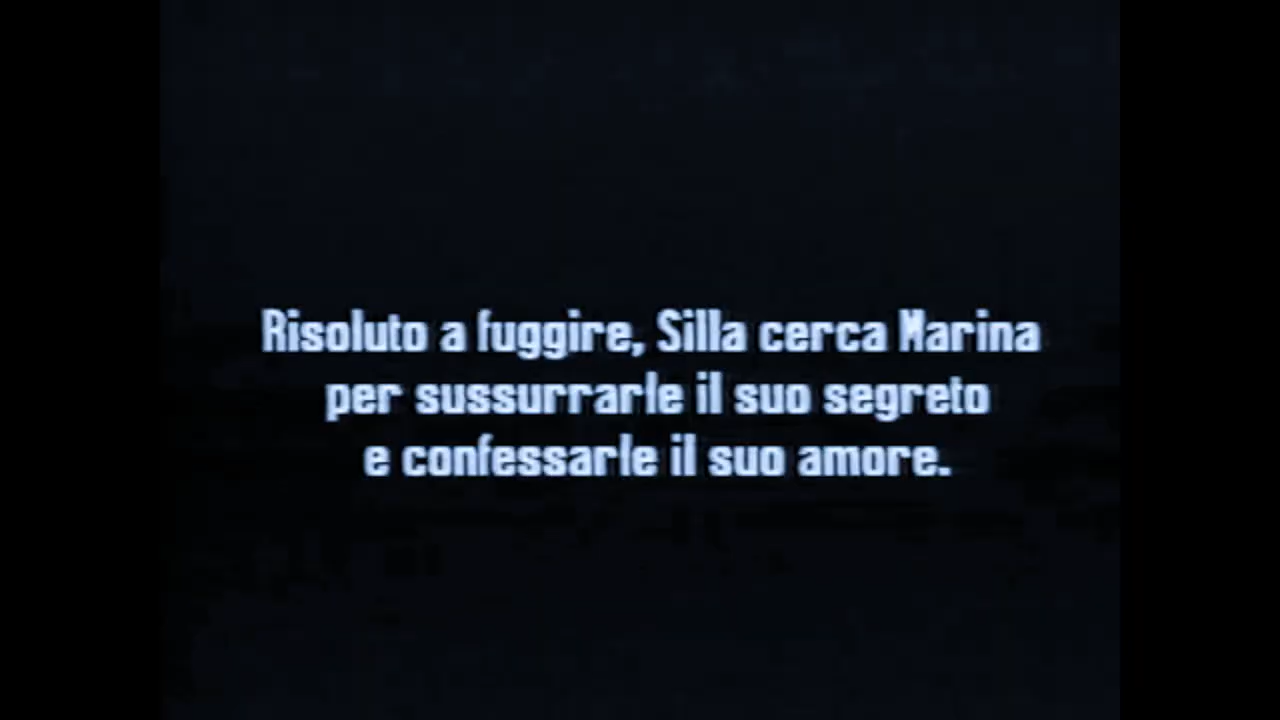 Risoluto a fuggire, Silla cerca Marina
per sussurrarle il suo segreto
e confessarle il suo amore.